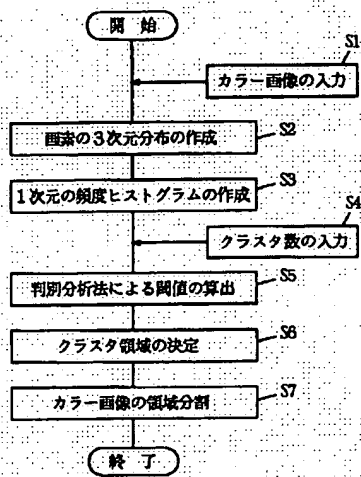 開 始
S1
カラー画像の入力
S2
画素の3次元分布の作成
S3
1次元の頻度ヒストグラムの作成
S4
クラスタ数の入力
S5
判別分析法による閾値の算出
S6
クラスタ領域の決定
S7
カラー画像の領域分割
終 了